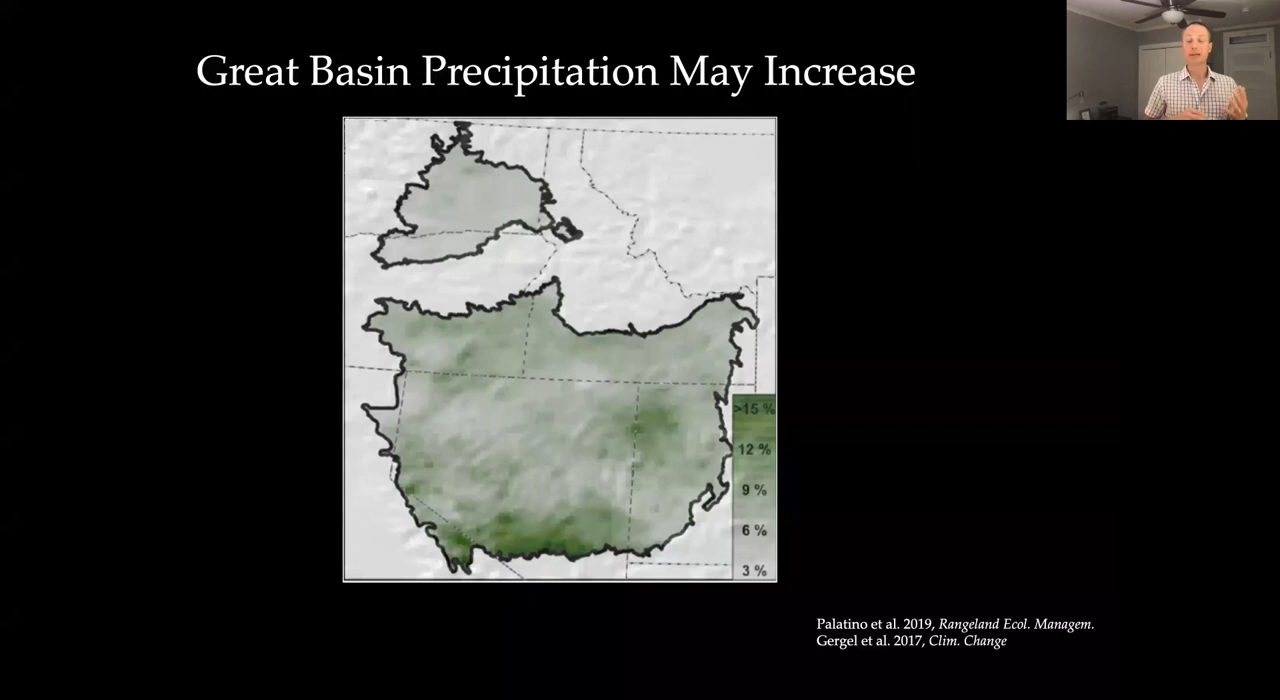 Great Basin Precipitation May Increase
>15 %
12 %
9 %
6 %
3 %
Palatino et al. 2019, Rangeland Ecol. Managem.
Gergel et al. 2017, Clim. Change